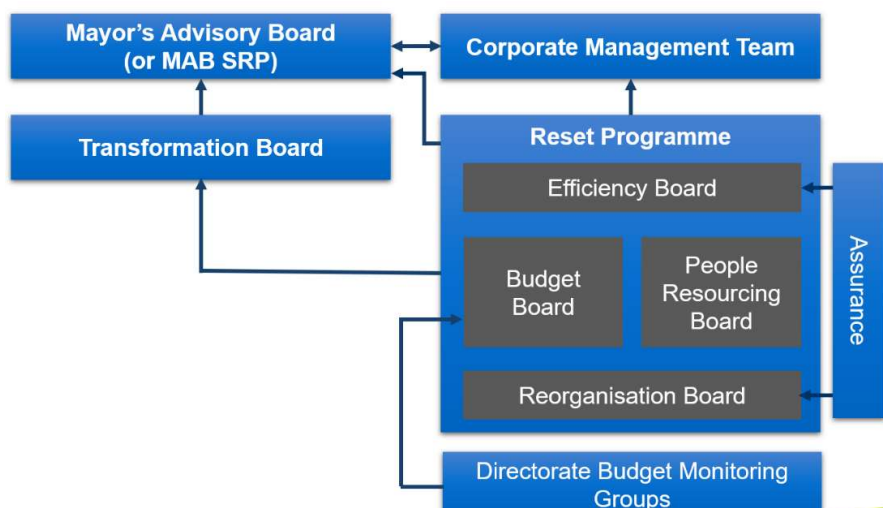 Mayor's Advisory Board
(or MAB SRP)
Corporate Management Team
Transformation Board
Reset Programme
Efficiency Board
Budget
Board
People
Resourcing
Board
Reorganisation Board
Assurance
Directorate Budget Monitoring
Groups